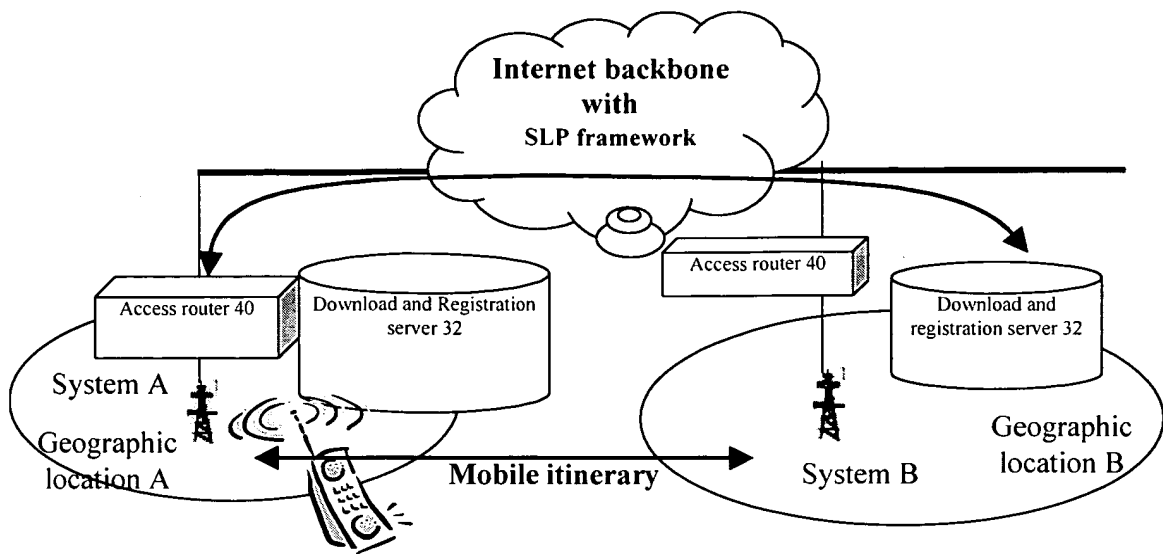 Internet backbone
with
SLP framework
Access router 40
Download and Registration
server 32
System A
Geographic
location A
Mobile itinerary
Access router 40
Download and
registration server 32
System B
Geographic
location B